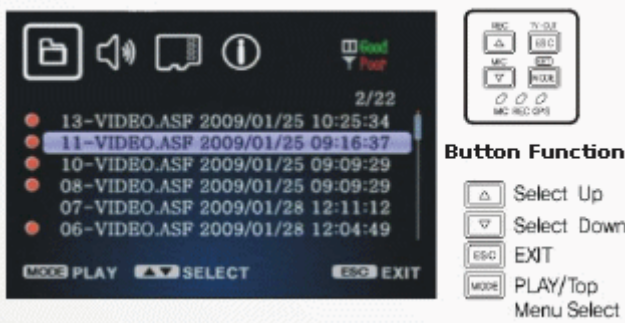 Good
Poor
2/22
13-VIDEO.ASF 2009/01/25 10:25:34
11-VIDEO.ASF 2009/01/25 09:16:37
10-VIDEO.ASF 2009/01/25 09:09:29
08-VIDEO.ASF 2009/01/25 09:09:29
07-VIDEO.ASF 2009/01/28 12:11:12
06-VIDEO.ASF 2009/01/28 12:04:49
MODE PLAY ▲▼ SELECT ESC EXIT
REC TV-OUT
ESC
MIC
MODE
MIC REC GPS
Button Function
△ Select Up
▽ Select Down
ESC EXIT
MODE PLAY/Top
Menu Select